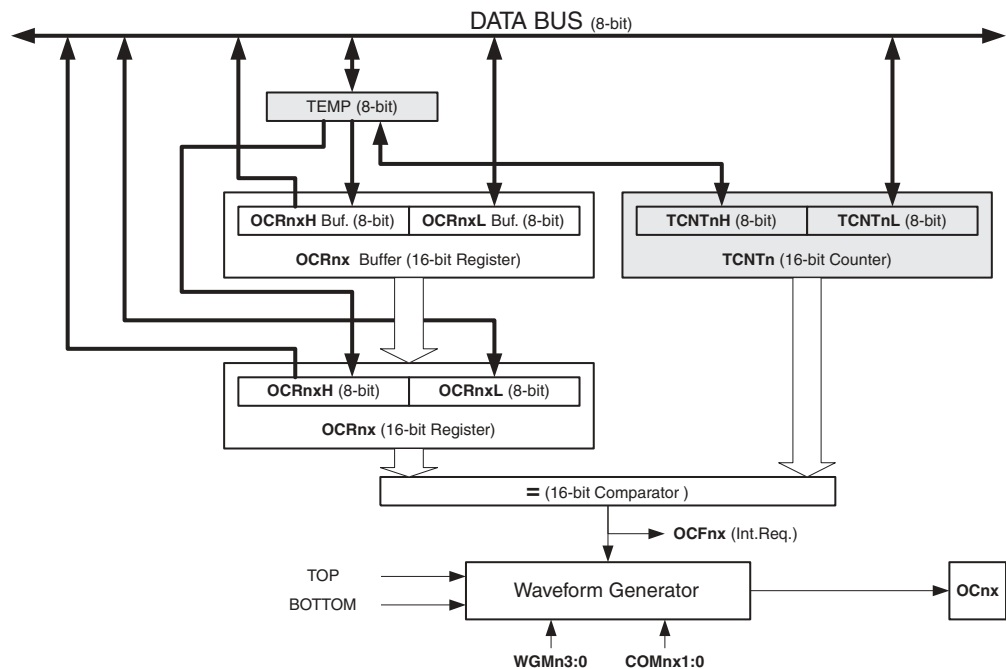 DATA BUS (8-bit)
TEMP (8-bit)
OCRnxH Buf. (8-bit) OCRnxL Buf. (8-bit)
OCRnx Buffer (16-bit Register)
TCNTnH (8-bit) TCNTnL (8-bit)
TCNTn (16-bit Counter)
OCRnxH (8-bit) OCRnxL (8-bit)
OCRnx (16-bit Register)
= (16-bit Comparator )
OCFnx (Int.Req.)
TOP
BOTTOM
Waveform Generator
OCnx
WGMn3:0 COMnx1:0